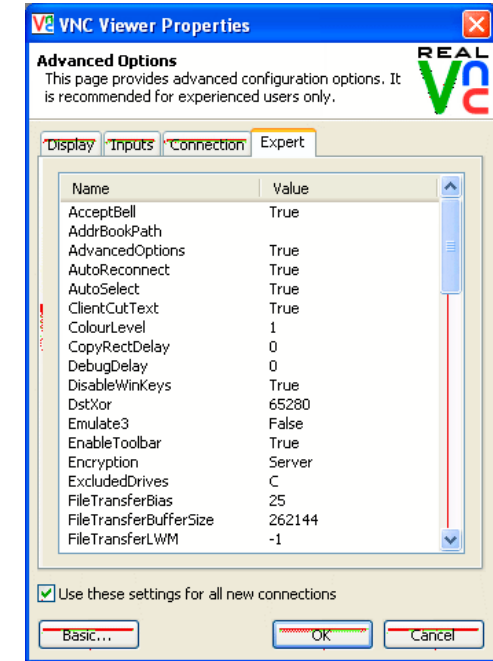 VNC Viewer Properties
Advanced Options
This page provides advanced configuration options. It
is recommended for experienced users only.
REAL
VNC
Display Inputs Connection Expert
Name Value
AcceptBell True
AddrBookPath
AdvancedOptions True
AutoReconnect True
AutoSelect True
ClientCutText True
ColourLevel 1
CopyRectDelay 0
DebugDelay 0
DisableWinKeys True
DstXor 65280
Emulate3 False
EnableToolbar True
Encryption Server
ExcludedDrives C
FileTransferBias 25
FileTransferBufferSize 262144
FileTransferLWM -1
Use these settings for all new connections
Basic... OK Cancel